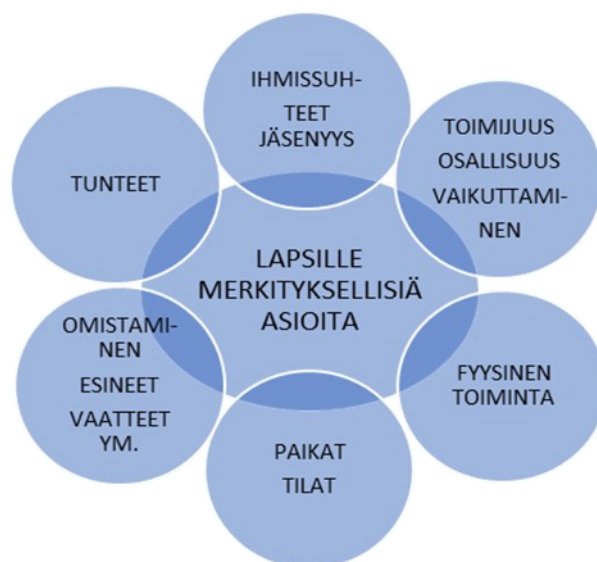 IHMISSUH-
TEET
JÄSENYYS
TOIMIJUUS
OSALLISUUS
VAIKUTTAMI-
NEN
TUNTEET
LAPSILLE
MERKITYKSELLISIÄ
ASIOITA
OMISTAMI-
NEN
ESINEET
VAATTEET
YM.
FYYSINEN
TOIMINTA
PAIKAT
TILAT